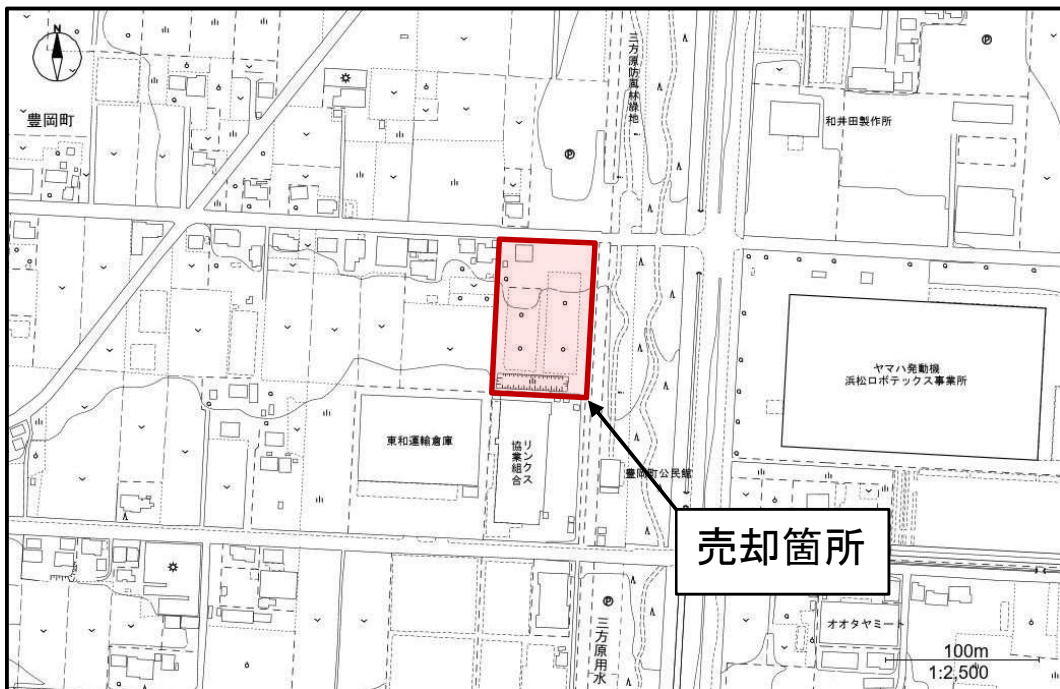 N
豊岡町
三方原防風林緑地
和井田製作所
ヤマハ発動機
浜松ロボテックス事業所
東和運輸倉庫
リンクス
協業組合
豊岡町公民館
売却箇所
三方原用水
オオタヤミート
100m
1:2,500